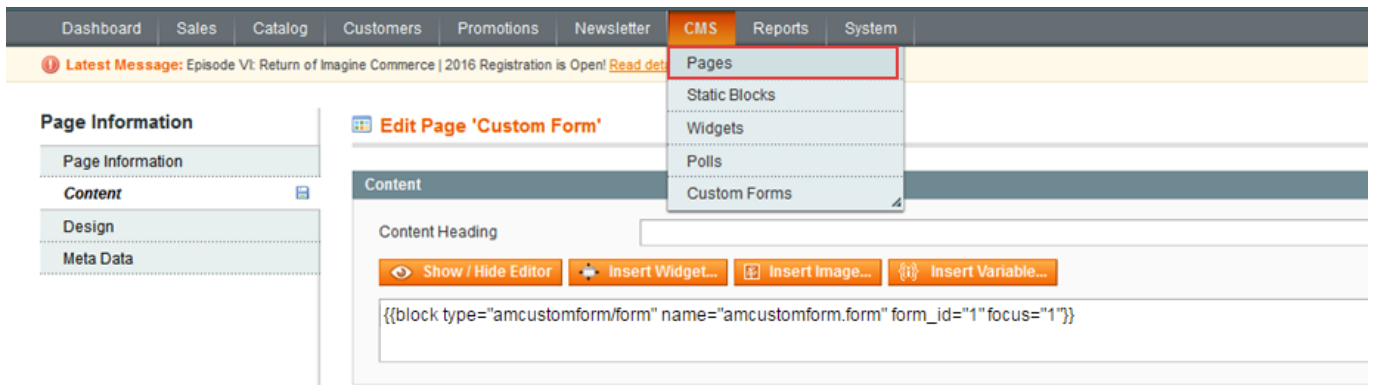 Dashboard Sales Catalog Customers Promotions Newsletter CMS Reports System
Latest Message: Episode VI: Return of Imagine Commerce | 2016 Registration is Open! Read
Pages
Static Blocks
Widgets
Polls
Custom Forms
Page Information
Page Information
Content
Design
Meta Data
Edit Page 'Custom Form'
Content
Content Heading
Show / Hide Editor Insert Widget... Insert Image... Insert Variable...
{{block type="amcustomform/form" name="amcustomform.form" form_id="1" focus="1"}}